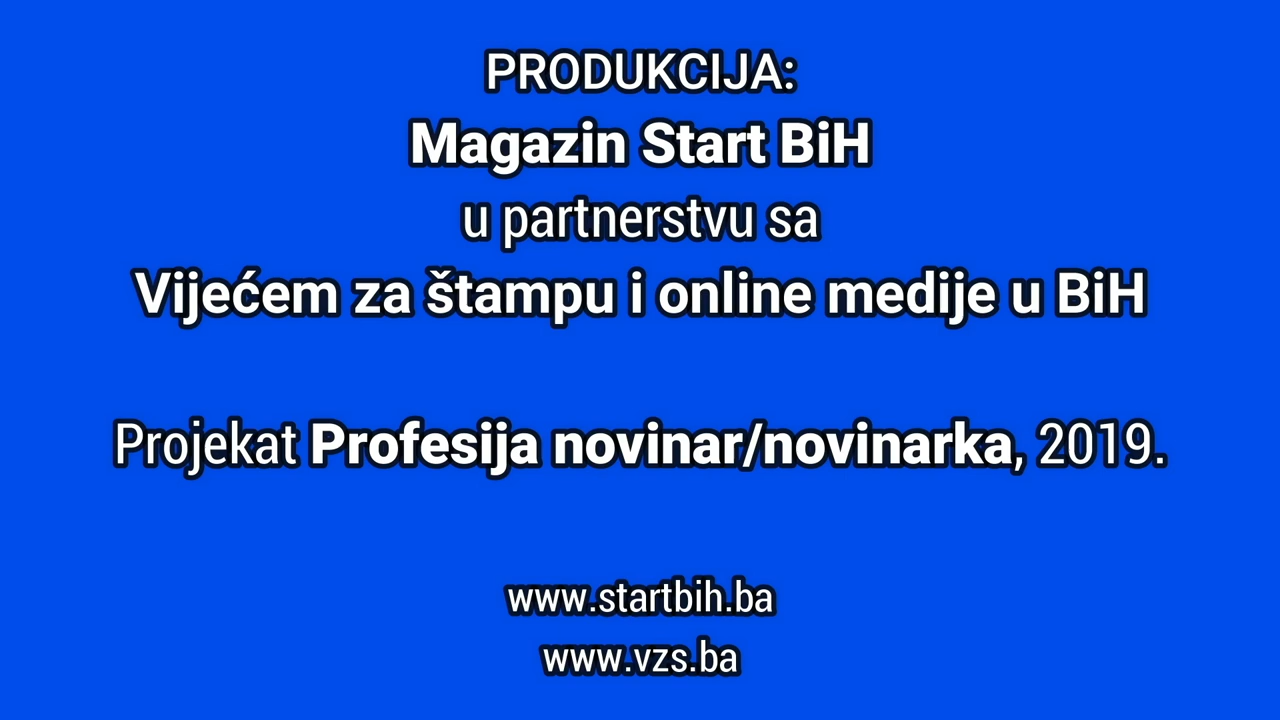 PRODUKCIJA:
Magazin Start BiH
u partnerstvu sa
Vijećem za štampu i online medije u BiH
Projekat Profesija novinar/novinarka, 2019.
www.startbih.ba
www.vzs.ba